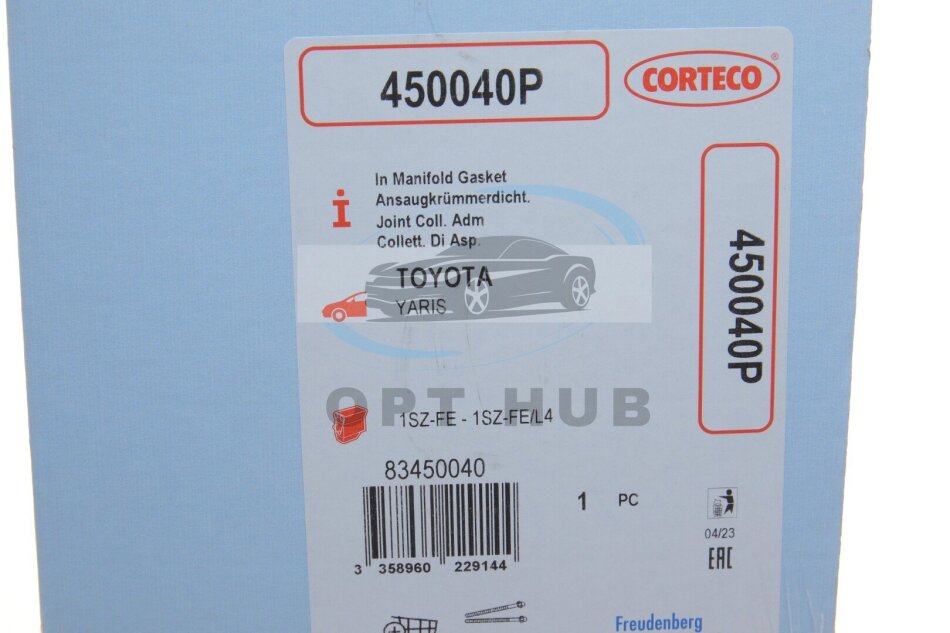 450040P
CORTECO®
In Manifold Gasket
Ansaugkrümmerdicht.
Joint Coll. Adm
Collett. Di Asp.
TOYOTA
YARIS
450040P
OPT HUB
1SZ-FE - 1SZ-FE/L4
83450040
1 PC
04/23
EAC
3 358960 229144
Freudenberg